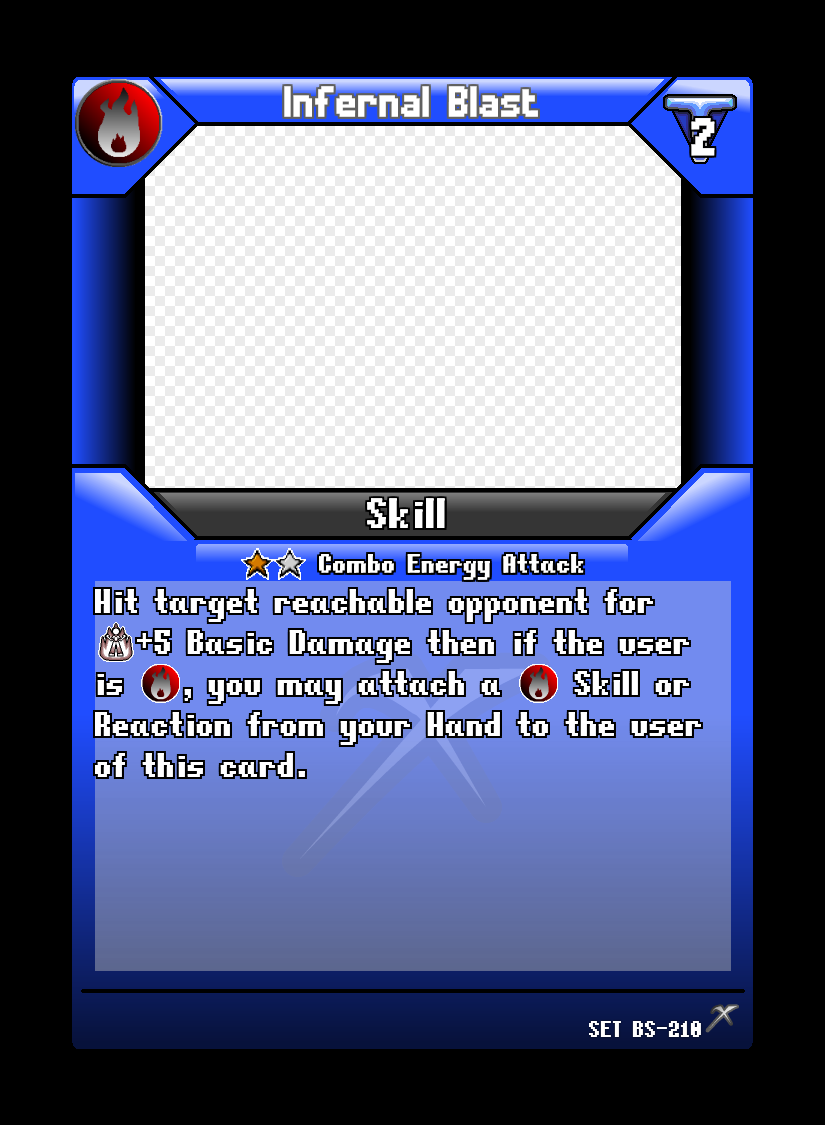 Infernal Blast
2
Skill
Combo Energy Attack
Hit target reachable opponent for
+5 Basic Damage then if the user
is , you may attach a Skill or
Reaction from your Hand to the user
of this card.
SET BS-210